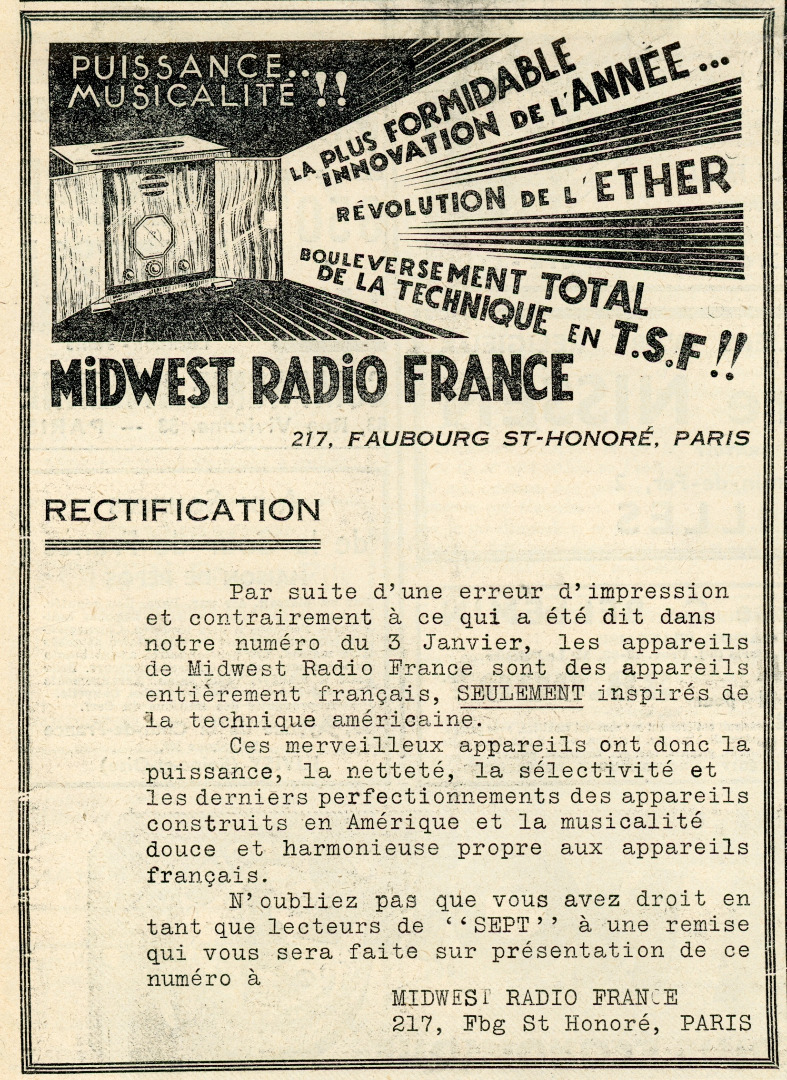 PUISSANCE...
MUSICALITÉ !!
LA PLUS FORMIDABLE
INNOVATION DE L'ANNÉE...
RÉVOLUTION DE L'ETHER
BOULEVERSEMENT TOTAL
DE LA TECHNIQUE EN T.S.F!!
MiDWEST RADiO FRANCE
217, FAUBOURG ST-HONORÉ, PARIS
RECTIFICATION
Par suite d'une erreur d'impression
et contrairement à ce qui a été dit dans
notre numéro du 3 Janvier, les appareils
de Midwest Radio France sont des appareils
entièrement français, SEULEMENT inspirés de
la technique américaine.
Ces merveilleux appareils ont donc la
puissance, la netteté, la sélectivité et
les derniers perfectionnements des appareils
construits en Amérique et la musicalité
douce et harmonieuse propre aux appareils
français.
N'oubliez pas que vous avez droit en
tant que lecteurs de ‘‘SEPT’’ à une remise
qui vous sera faite sur présentation de ce
numéro à
MIDWEST RADIO FRANCE
217, Fbg St Honoré, PARIS